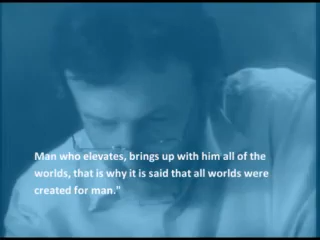 Man who elevates, brings up with him all of the
worlds, that is why it is said that all worlds were
created for man."